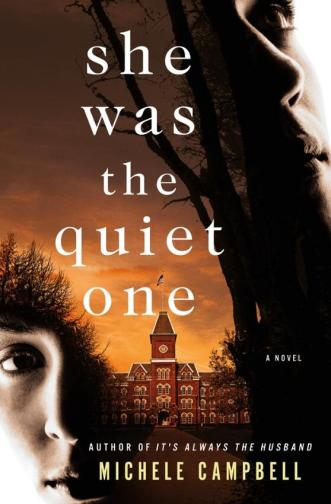 she
was
the
quiet
one
A NOVEL
AUTHOR OF IT'S ALWAYS THE HUSBAND
MICHELE CAMPBELL